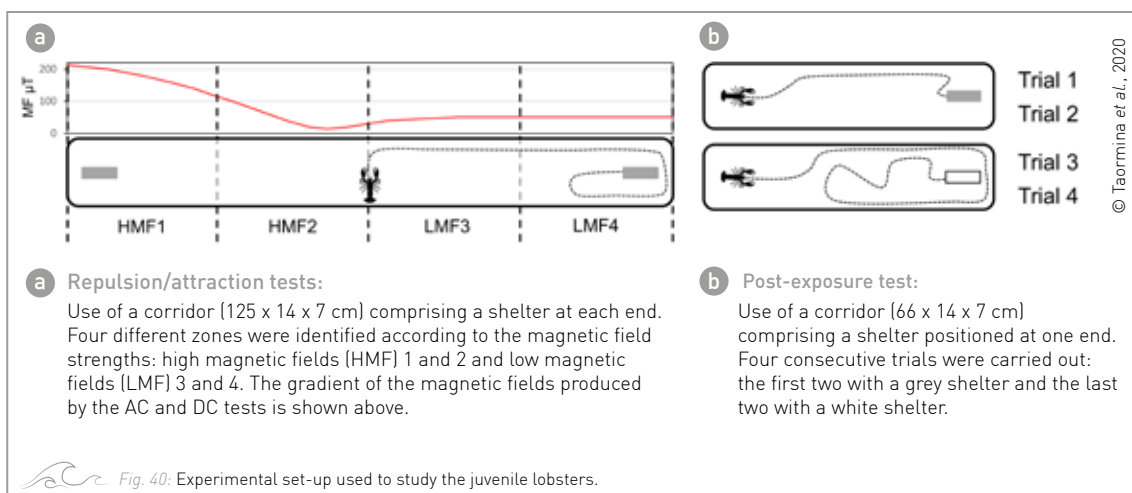 a
MF µT
200
100
0
HMF1 HMF2 LMF3 LMF4
b
Trial 1
Trial 2
Trial 3
Trial 4
© Taormina et al., 2020
a Repulsion/attraction tests:
Use of a corridor (125 x 14 x 7 cm) comprising a shelter at each end.
Four different zones were identified according to the magnetic field
strengths: high magnetic fields (HMF) 1 and 2 and low magnetic
fields (LMF) 3 and 4. The gradient of the magnetic fields produced
by the AC and DC tests is shown above.
b Post-exposure test:
Use of a corridor (66 x 14 x 7 cm)
comprising a shelter positioned at one end.
Four consecutive trials were carried out:
the first two with a grey shelter and the last
two with a white shelter.
Fig. 40: Experimental set-up used to study the juvenile lobsters.